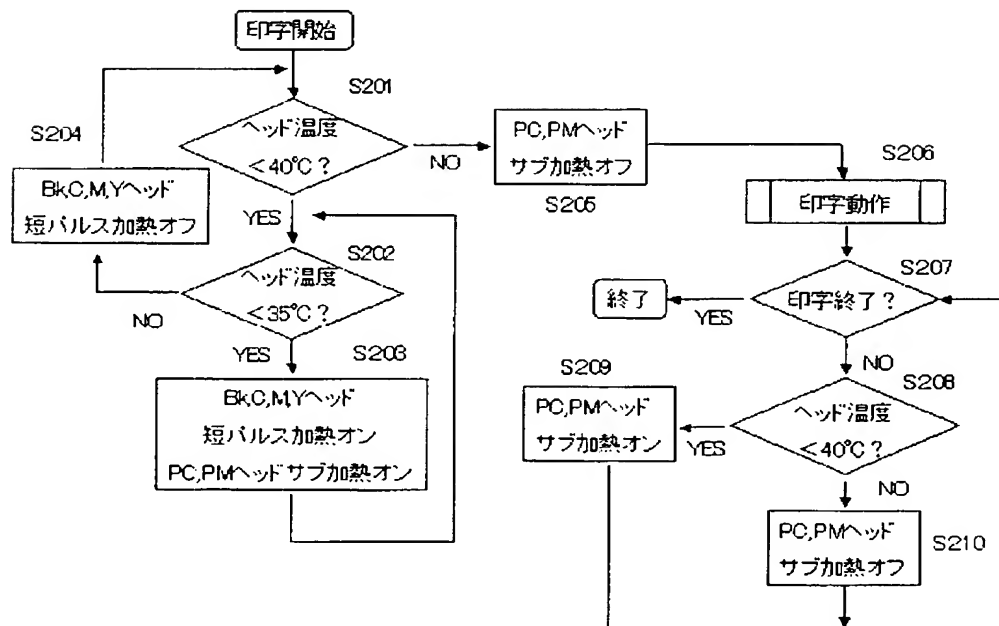 印字開始
S201
ヘッド温度
<40℃?
YES
NO
S202
ヘッド温度
<35℃?
YES
NO
S203
Bk,C,M,Yヘッド
短パルス加熱オン
PC,PMヘッドサブ加熱オン
S204
Bk,C,M,Yヘッド
短パルス加熱オフ
PC,PMヘッド
サブ加熱オフ
S205
S206
印字動作
S207
印字終了?
YES
終了
NO
S208
ヘッド温度
<40℃?
YES
NO
S209
PC,PMヘッド
サブ加熱オン
PC,PMヘッド
サブ加熱オフ
S210